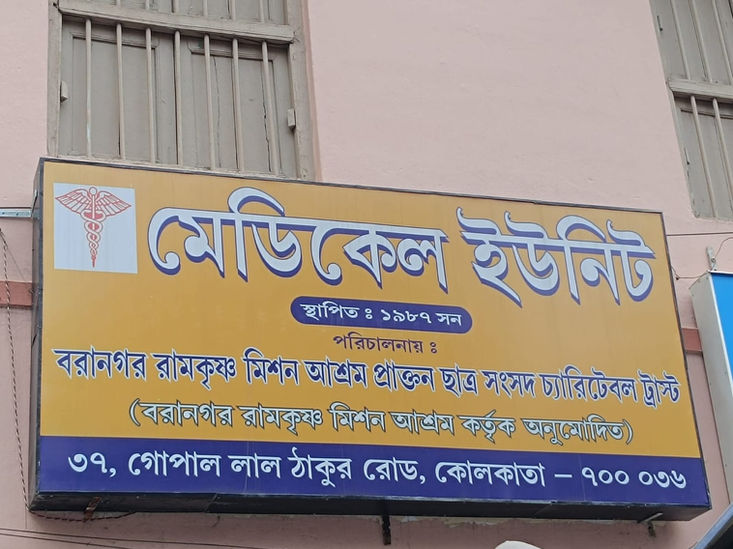 মেডিকেল ইউনিট
স্থাপিত ঃ ১৯৮৭ সন
পরিচালনায় ঃ
বরানগর রামকৃষ্ণ মিশন আশ্রম প্রাক্তন ছাত্র সংসদ চ্যারিটেবল ট্রাস্ট
(বরানগর রামকৃষ্ণ মিশন আশ্রম কর্তৃক অনুমোদিত)
৩৭, গোপাল লাল ঠাকুর রোড, কোলকাতা – ৭০০ ০৩৬